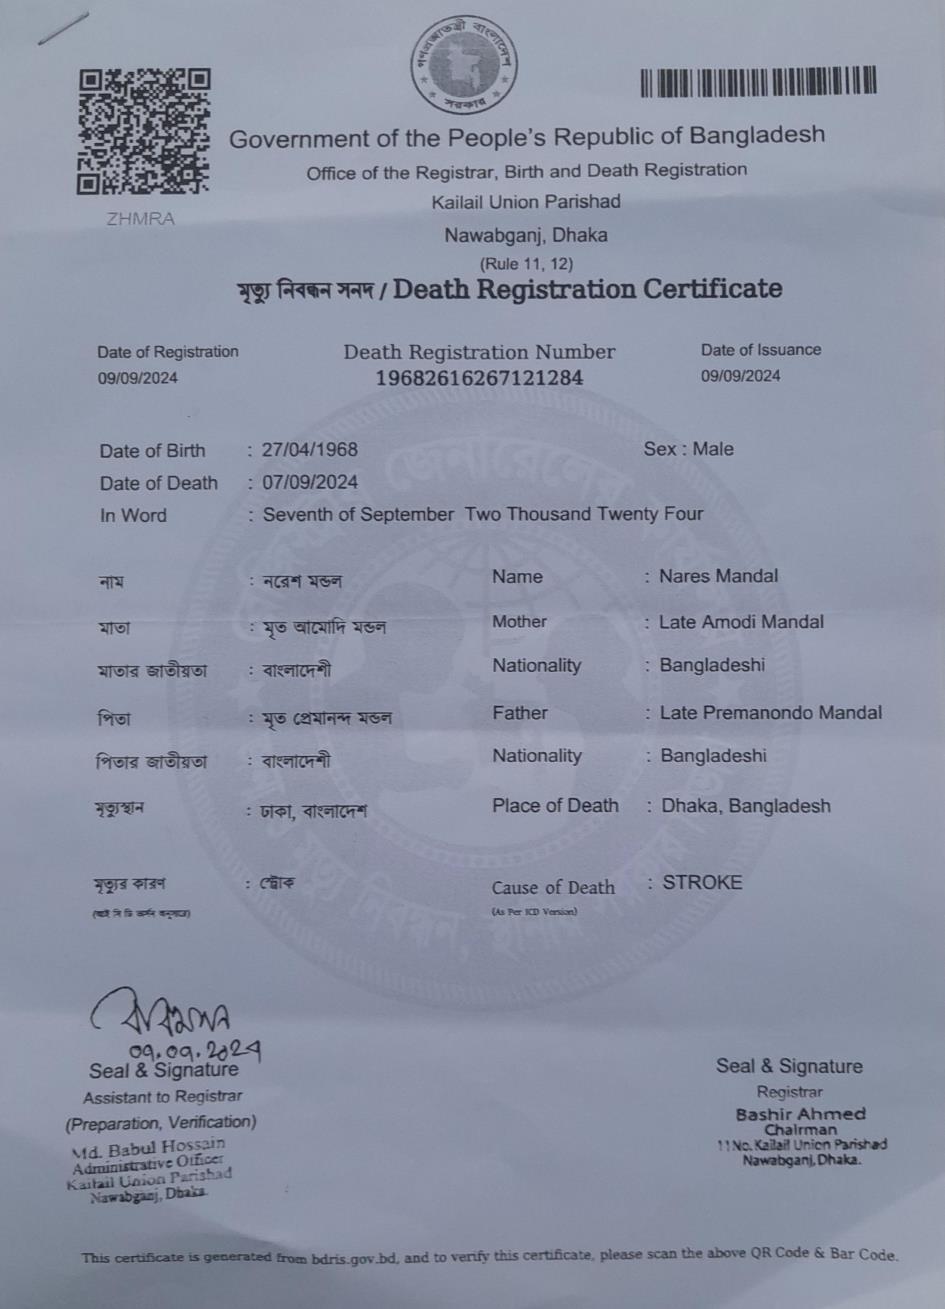 গণপ্রজাতন্ত্রী বাংলাদেশ
সরকার
ZHMRA
Government of the People's Republic of Bangladesh
Office of the Registrar, Birth and Death Registration
Kailail Union Parishad
Nawabganj, Dhaka
(Rule 11, 12)
মৃত্যু নিবন্ধন সনদ / Death Registration Certificate
Date of Registration Death Registration Number Date of Issuance
09/09/2024 19682616267121284 09/09/2024
Date of Birth : 27/04/1968 Sex : Male
Date of Death : 07/09/2024
In Word : Seventh of September Two Thousand Twenty Four
নাম : নরেশ মন্ডল Name : Nares Mandal
মাতা : মৃত আমোদি মন্ডল Mother : Late Amodi Mandal
মাতার জাতীয়তা : বাংলাদেশী Nationality : Bangladeshi
পিতা : মৃত প্রেমানন্দ মন্ডল Father : Late Premanondo Mandal
পিতার জাতীয়তা : বাংলাদেশী Nationality : Bangladeshi
মৃত্যুস্থান : ঢাকা, বাংলাদেশ Place of Death : Dhaka, Bangladesh
মৃত্যুর কারণ : স্ট্রোক Cause of Death : STROKE
(আই সি ডি ভার্সন অনুসারে) (As Per ICD Version)
09.09.2024
Seal & Signature Seal & Signature
Assistant to Registrar Registrar
(Preparation, Verification) Bashir Ahmed
Md. Babul Hossain Chairman
Administrative Officer 11 No. Kailail Union Parishad
Kailail Union Parishad Nawabganj, Dhaka.
Nawabganj, Dhaka.
This certificate is generated from bdris.gov.bd, and to verify this certificate, please scan the above QR Code & Bar Code.